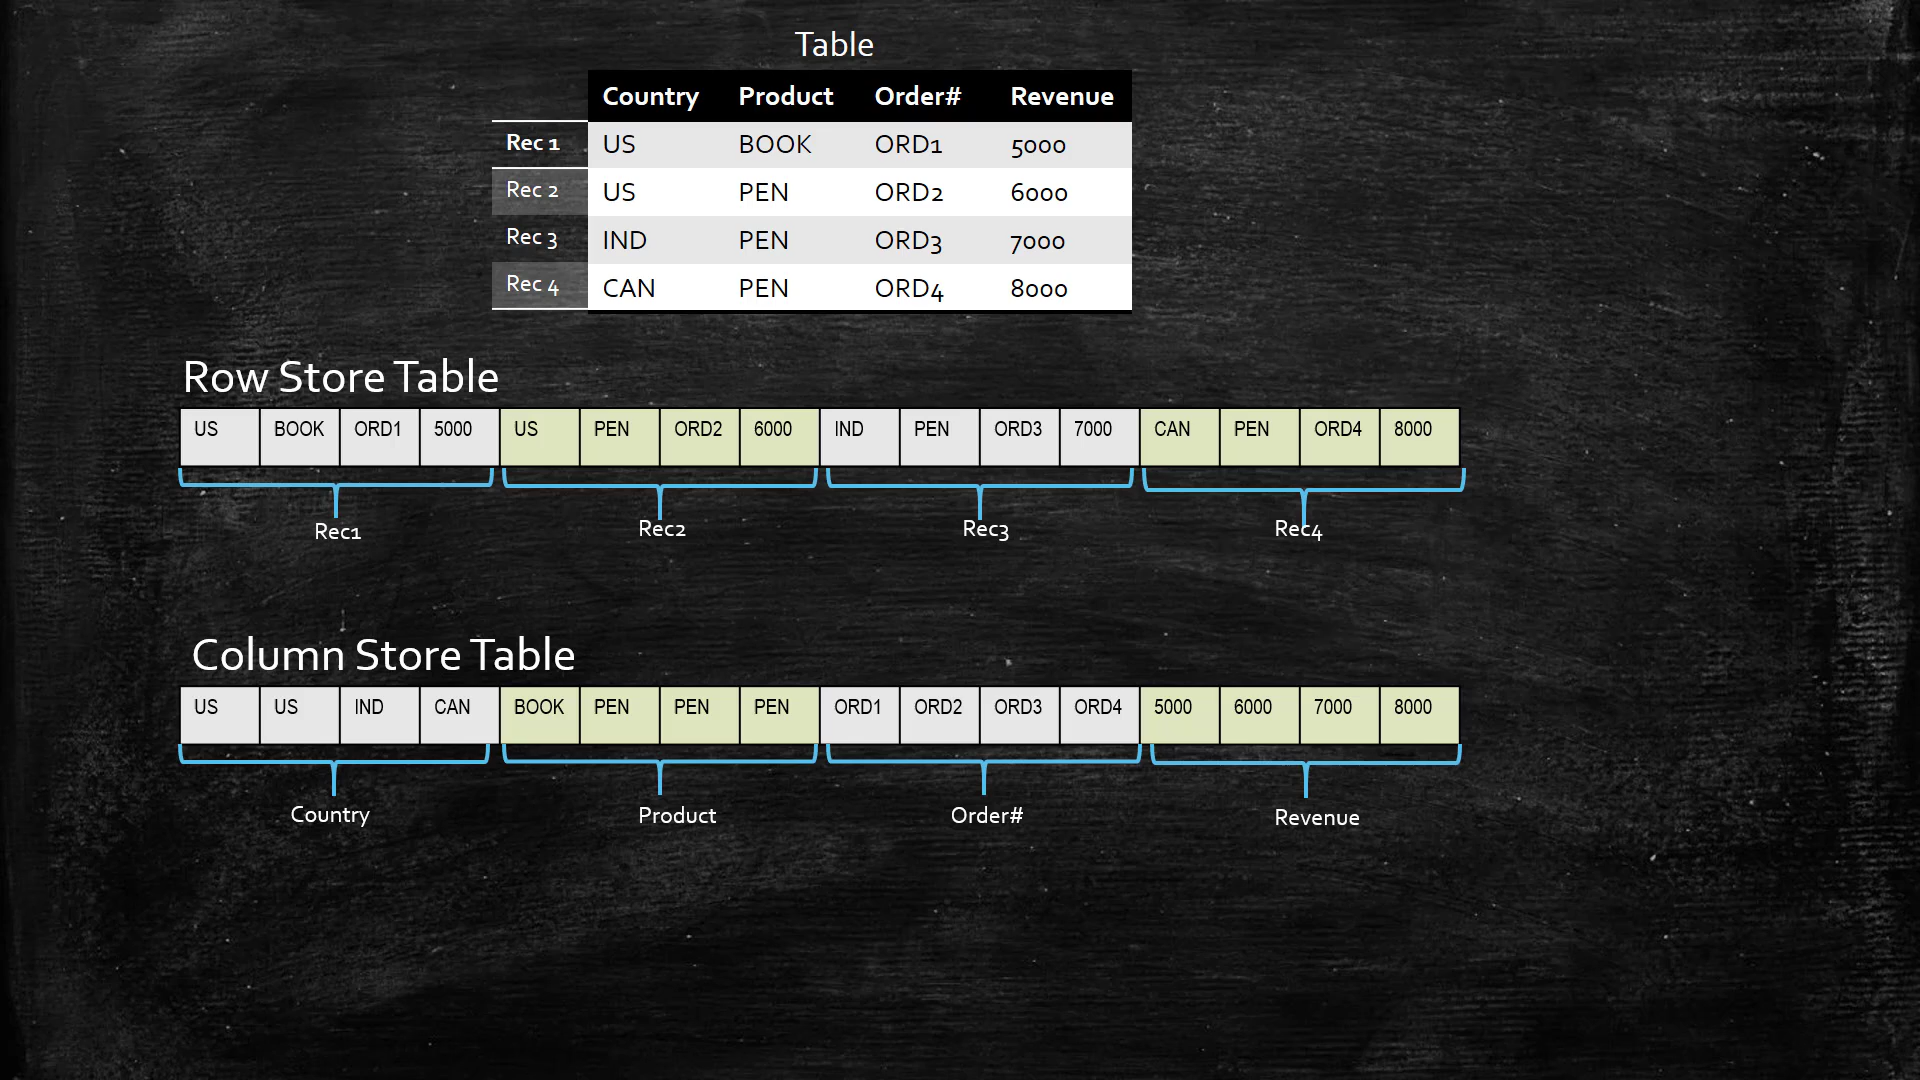 Table
Country Product Order# Revenue
Rec 1 US BOOK ORD1 5000
Rec 2 US PEN ORD2 6000
Rec 3 IND PEN ORD3 7000
Rec 4 CAN PEN ORD4 8000
Row Store Table
US BOOK ORD1 5000 US PEN ORD2 6000 IND PEN ORD3 7000 CAN PEN ORD4 8000
Rec1 Rec2 Rec3 Rec4
Column Store Table
US US IND CAN BOOK PEN PEN PEN ORD1 ORD2 ORD3 ORD4 5000 6000 7000 8000
Country Product Order# Revenue